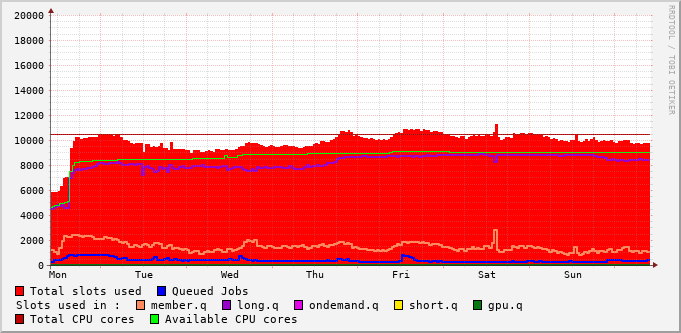 RRDTOOL / TOBI OETIKER
20000
18000
16000
14000
12000
10000
8000
6000
4000
2000
0
Mon Tue Wed Thu Fri Sat Sun
Total slots used Queued Jobs
Slots used in : member.q long.q ondemand.q short.q gpu.q
Total CPU cores Available CPU cores